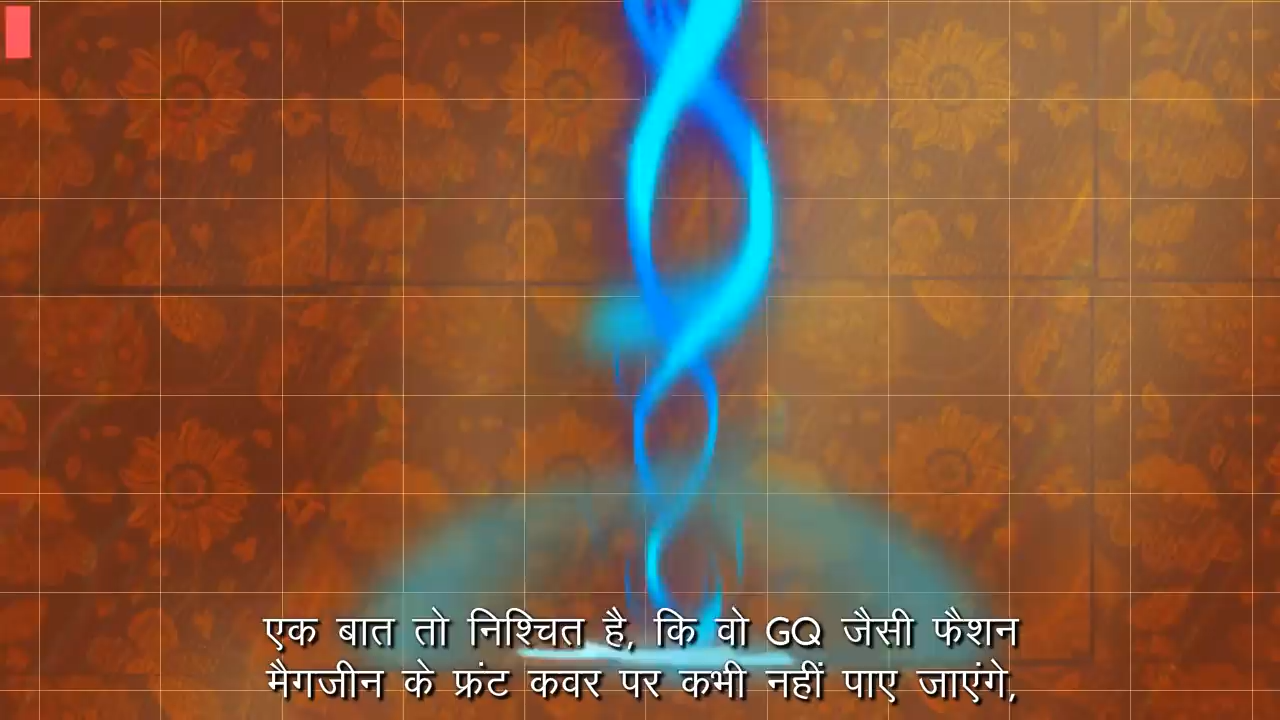 एक बात तो निश्चित है, कि वो GQ जैसी फैशन
मैगजीन के फ्रंट कवर पर कभी नहीं पाए जाएंगे,